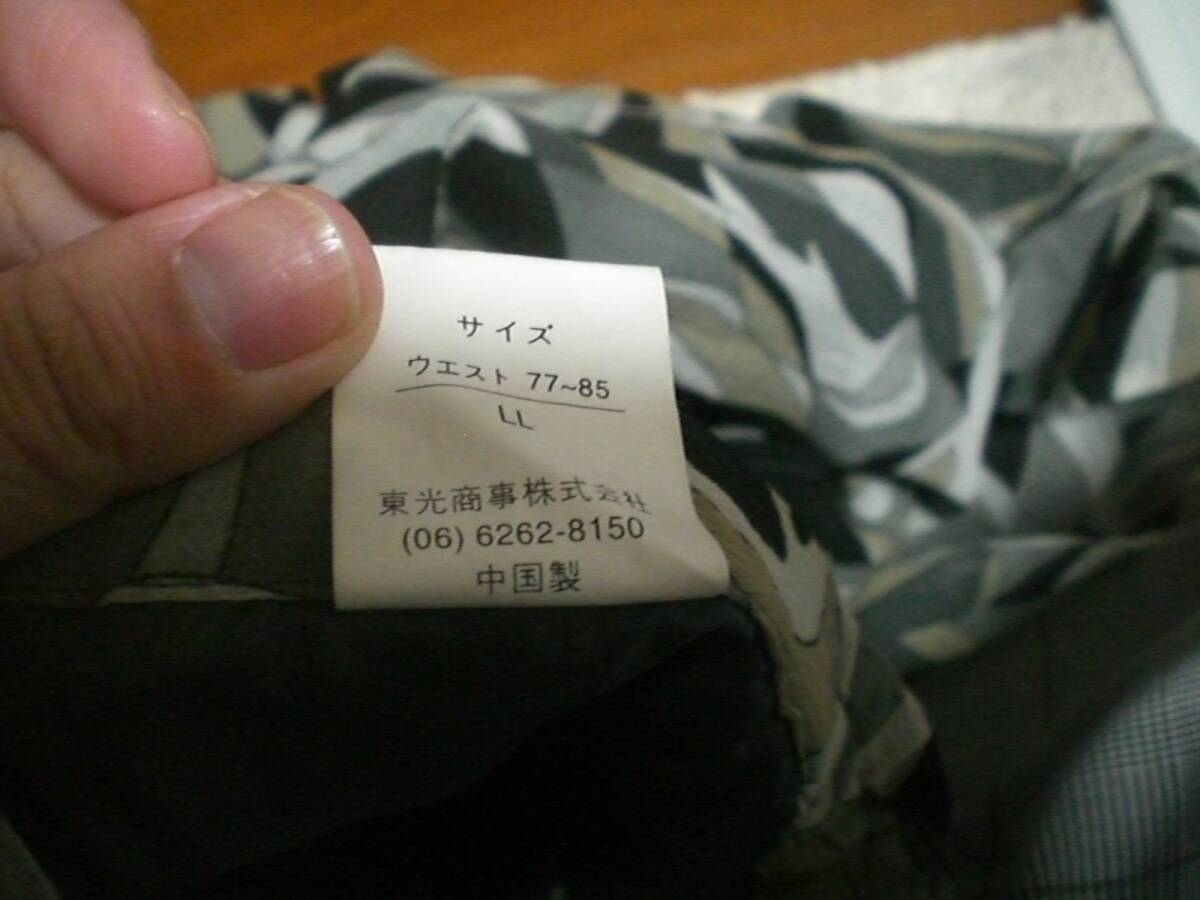 サイズ
ウエスト 77~85
LL
東光商事株式会社
(06) 6262-8150
中国製